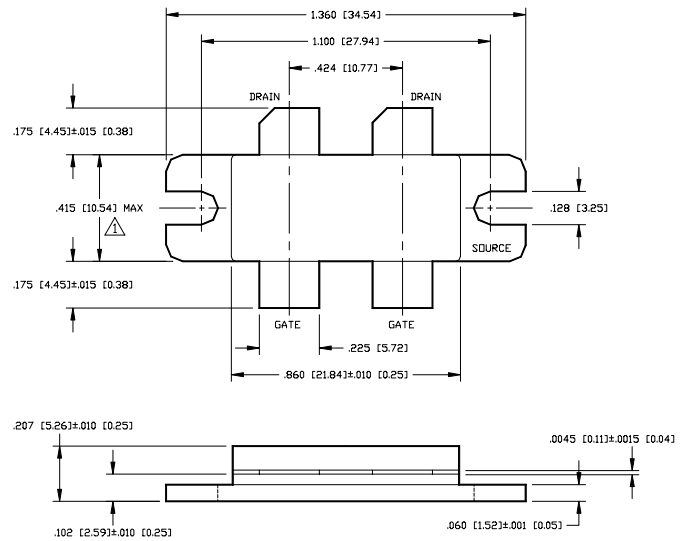 1.360 [34.54]
1.100 [27.94]
.424 [10.77]
DRAIN
DRAIN
.175 [4.45]±.015 [0.38]
.415 [10.54] MAX
1
.128 [3.25]
SOURCE
.175 [4.45]±.015 [0.38]
GATE
GATE
.225 [5.72]
.860 [21.84]±.010 [0.25]
.207 [5.26]±.010 [0.25]
.0045 [0.11]±.0015 [0.04]
.102 [2.59]±.010 [0.25]
.060 [1.52]±.001 [0.05]